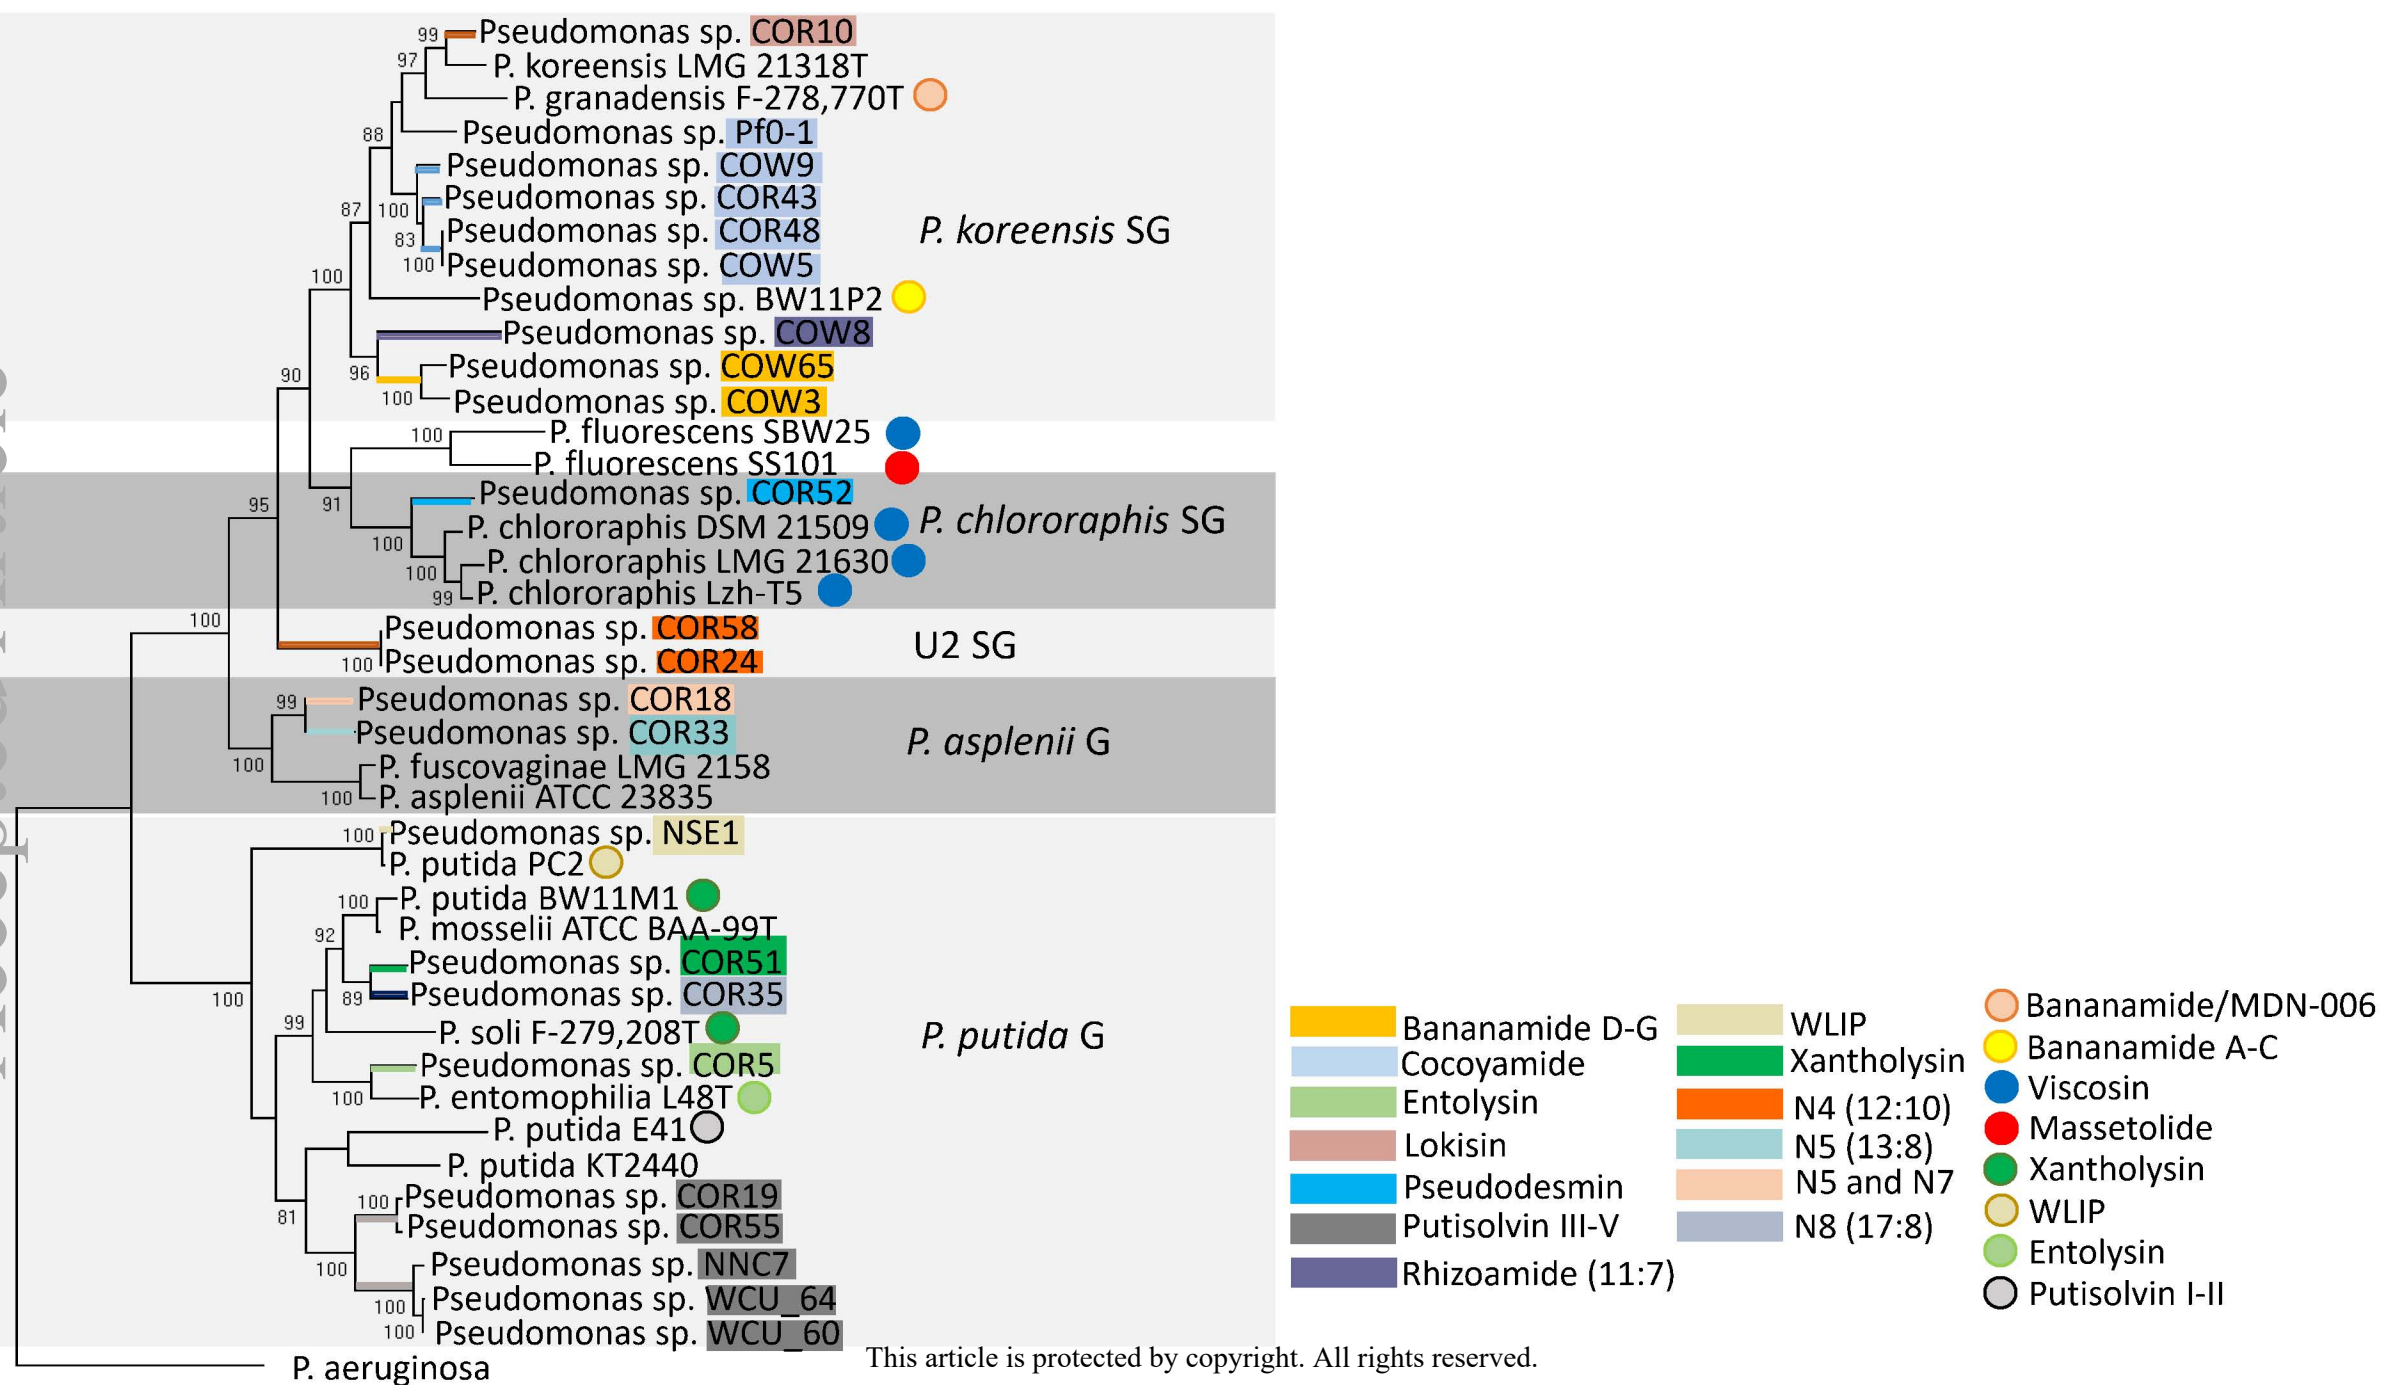 99
Pseudomonas sp. COR10
97
P. koreensis LMG 21318T
P. granadensis F-278,770T
88
Pseudomonas sp. Pf0-1
Pseudomonas sp. COW9
87
100
Pseudomonas sp. COR43
83
Pseudomonas sp. COR48
P. koreensis SG
100
Pseudomonas sp. COW5
100
Pseudomonas sp. BW11P2
Pseudomonas sp. COW8
90
96
Pseudomonas sp. COW65
100
Pseudomonas sp. COW3
100
P. fluorescens SBW25
P. fluorescens SS101
95
91
Pseudomonas sp. COR52
P. chlororaphis DSM 21509
P. chlororaphis SG
100
P. chlororaphis LMG 21630
100
99
P. chlororaphis Lzh-T5
100
Pseudomonas sp. COR58
U2 SG
100
Pseudomonas sp. COR24
99
Pseudomonas sp. COR18
Pseudomonas sp. COR33
P. asplenii G
100
P. fuscovaginae LMG 2158
100
P. asplenii ATCC 23835
100
Pseudomonas sp. NSE1
P. putida PC2
100
P. putida BW11M1
92
P. mosselii ATCC BAA-99T
Pseudomonas sp. COR51
100
89
Pseudomonas sp. COR35
99
P. soli F-279,208T
P. putida G
Pseudomonas sp. COR5
100
P. entomophilia L48T
P. putida E41
P. putida KT2440
100
Pseudomonas sp. COR19
81
Pseudomonas sp. COR55
100
Pseudomonas sp. NNC7
100
Pseudomonas sp. WCU_64
100
Pseudomonas sp. WCU_60
P. aeruginosa
Bananamide D-G
Cocoyamide
Entolysin
Lokisin
Pseudodesmin
Putisolvin III-V
Rhizoamide (11:7)
WLIP
Xantholysin
N4 (12:10)
N5 (13:8)
N5 and N7
N8 (17:8)
Bananamide/MDN-006
Bananamide A-C
Viscosin
Massetolide
Xantholysin
WLIP
Entolysin
Putisolvin I-II
This article is protected by copyright. All rights reserved.